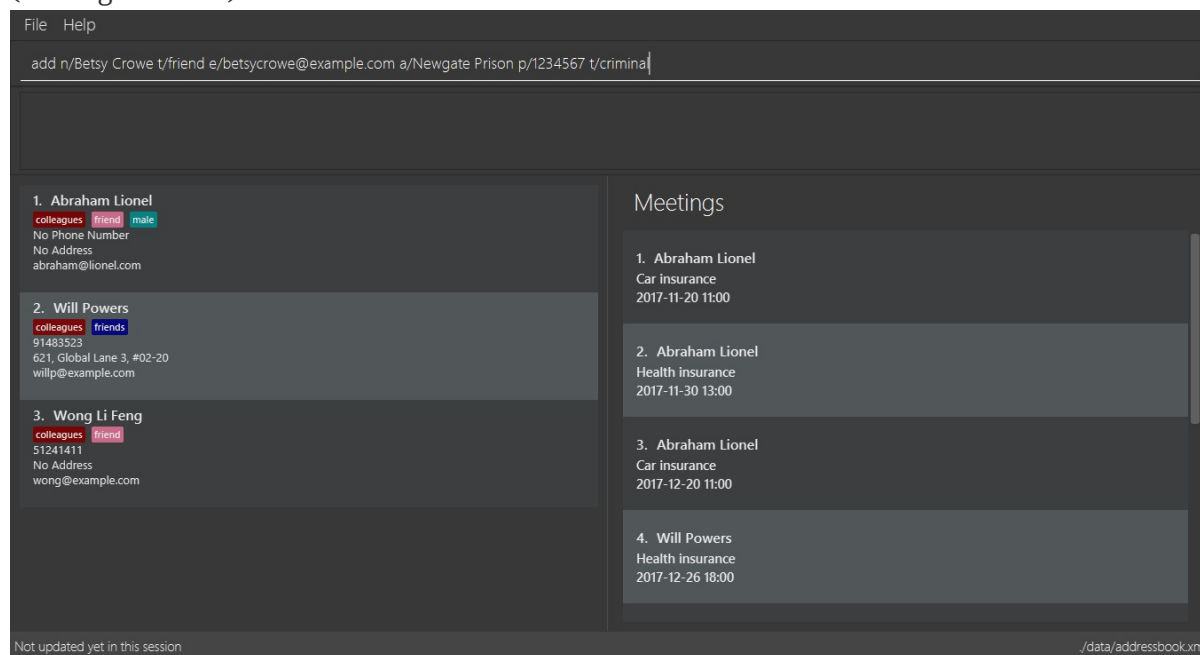 File Help
add n/Betsy Crowe t/friend e/betsycrowe@example.com a/Newgate Prison p/1234567 t/criminal
1. Abraham Lionel
colleagues friend male
No Phone Number
No Address
abraham@lionel.com
2. Will Powers
colleagues friends
91483523
621, Global Lane 3, #02-20
willp@example.com
3. Wong Li Feng
colleagues friend
51241411
No Address
wong@example.com
Meetings
1. Abraham Lionel
Car insurance
2017-11-20 11:00
2. Abraham Lionel
Health insurance
2017-11-30 13:00
3. Abraham Lionel
Car insurance
2017-12-20 11:00
4. Will Powers
Health insurance
2017-12-26 18:00
Not updated yet in this session